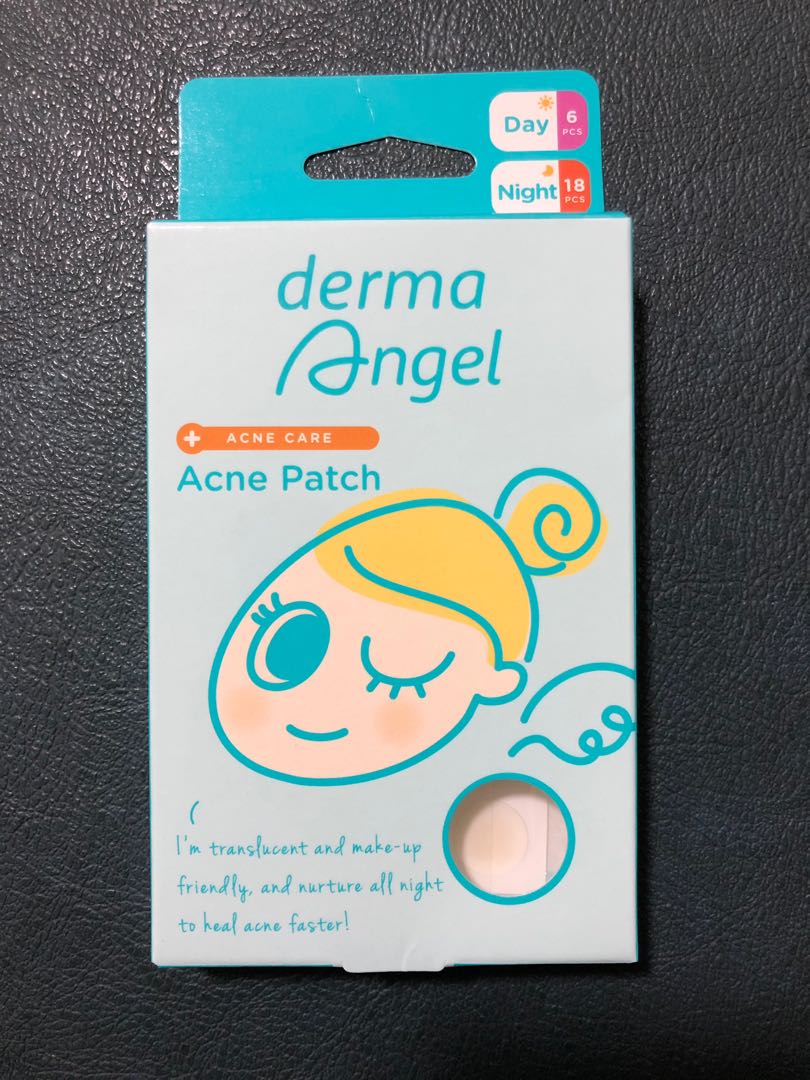 Day 6 PCS
Night 18 PCS
derma
Angel
+ ACNE CARE
Acne Patch
I'm translucent and make-up
friendly, and nurture all night
to heal acne faster!